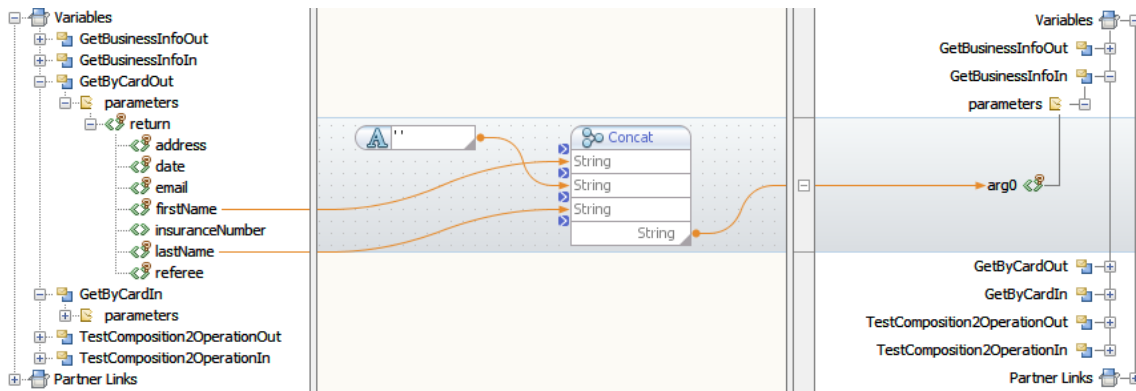 Variables
GetBusinessInfoOut
GetBusinessInfoIn
GetByCardOut
parameters
return
address
date
email
firstName
insuranceNumber
lastName
referee
GetByCardIn
parameters
TestComposition2OperationOut
TestComposition2OperationIn
Partner Links
A ' '
Concat
String
String
String
String
Variables
GetBusinessInfoOut
GetBusinessInfoIn
parameters
arg0
GetByCardOut
GetByCardIn
TestComposition2OperationOut
TestComposition2OperationIn
Partner Links